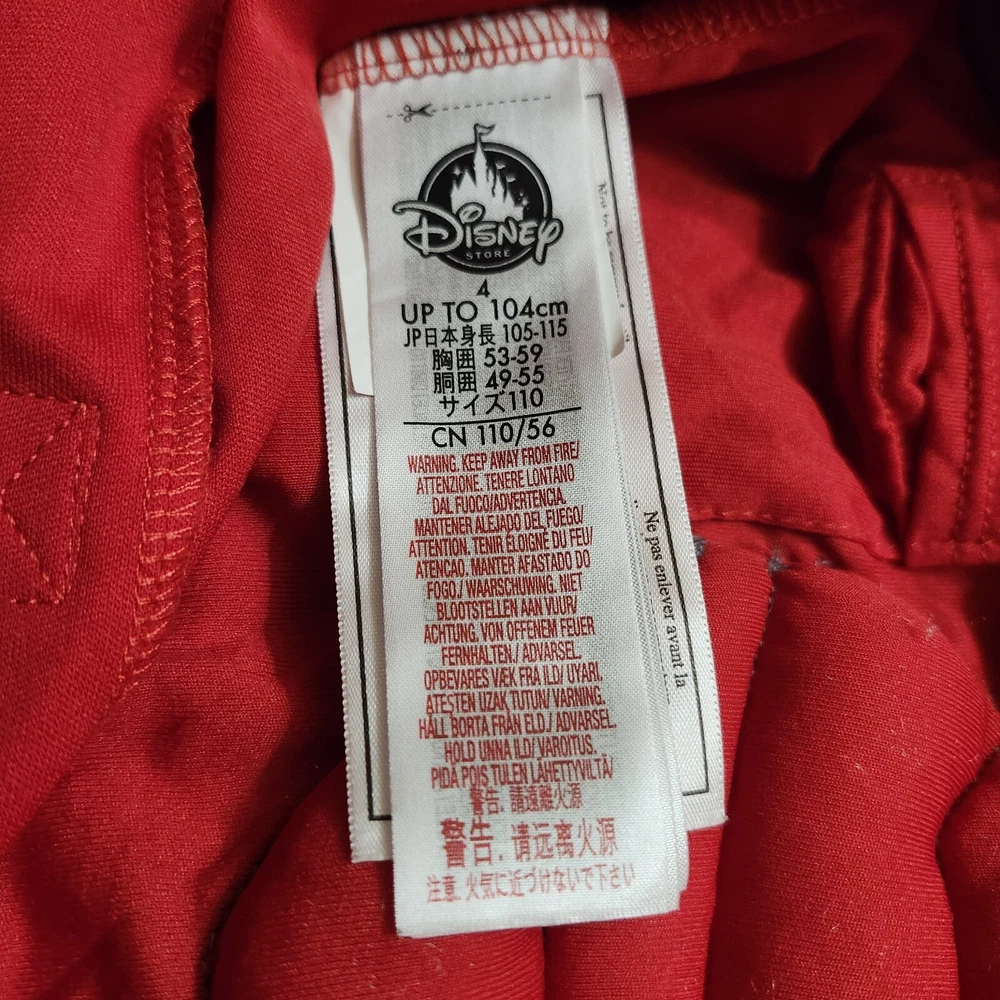 Disney
STORE
4
UP TO 104cm
JP日本身長 105-115
胸囲 53-59
胴囲 49-55
サイズ110
CN 110/56
WARNING. KEEP AWAY FROM FIRE/
ATTENZIONE. TENERE LONTANO
DAL FUOCO/ADVERTENCIA.
MANTENER ALEJADO DEL FUEGO/
ATTENTION. TENIR ÉLOIGNÉ DU FEU/
ATENCAO. MANTER AFASTADO DO
FOGO./ WAARSCHUWING. NIET
BLOOTSTELLEN AAN VUUR/
ACHTUNG. VON OFFENEM FEUER
FERNHALTEN./ ADVARSEL.
OPBEVARES VÆK FRA ILD/ UYARI.
ATEŞTEN UZAK TUTUN/ VARNING.
HÅLL BORTA FRÅN ELD./ ADVARSEL.
HOLD UNNA ILD/ VAROITUS.
PIDÄ POIS TULEN LÄHETTYVILTÄ/
警告. 請遠離火源
警告. 请远离火源
注意. 火気に近づけないで下さい
Ne pas enlever avant la